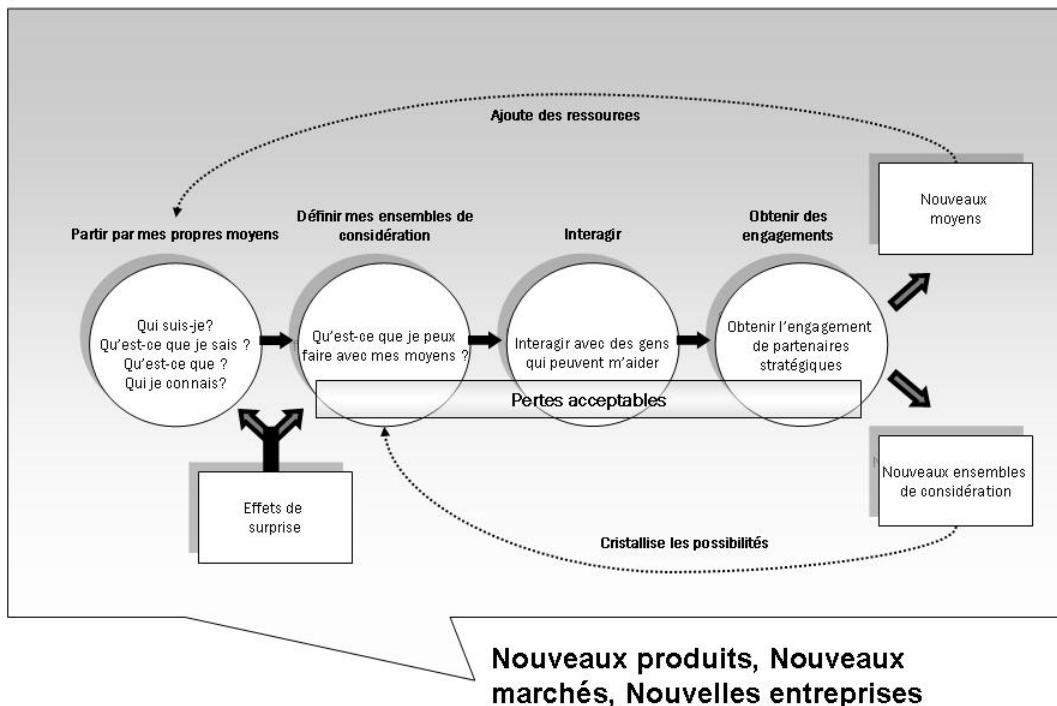 Ajoute des ressources
Nouveaux
moyens
Partir par mes propres moyens
Définir mes ensembles de
considération
Interagir
Obtenir des
engagements
Qui suis-je?
Qu'est-ce que je sais ?
Qu'est-ce que ?
Qui je connais?
Qu'est-ce que je peux
faire avec mes moyens ?
Interagir avec des gens
qui peuvent m'aider
Obtenir l'engagement
de partenaires
stratégiques
Pertes acceptables
Effets de
surprise
Nouveaux ensembles
de considération
Cristallise les possibilités
Nouveaux produits, Nouveaux
marchés, Nouvelles entreprises